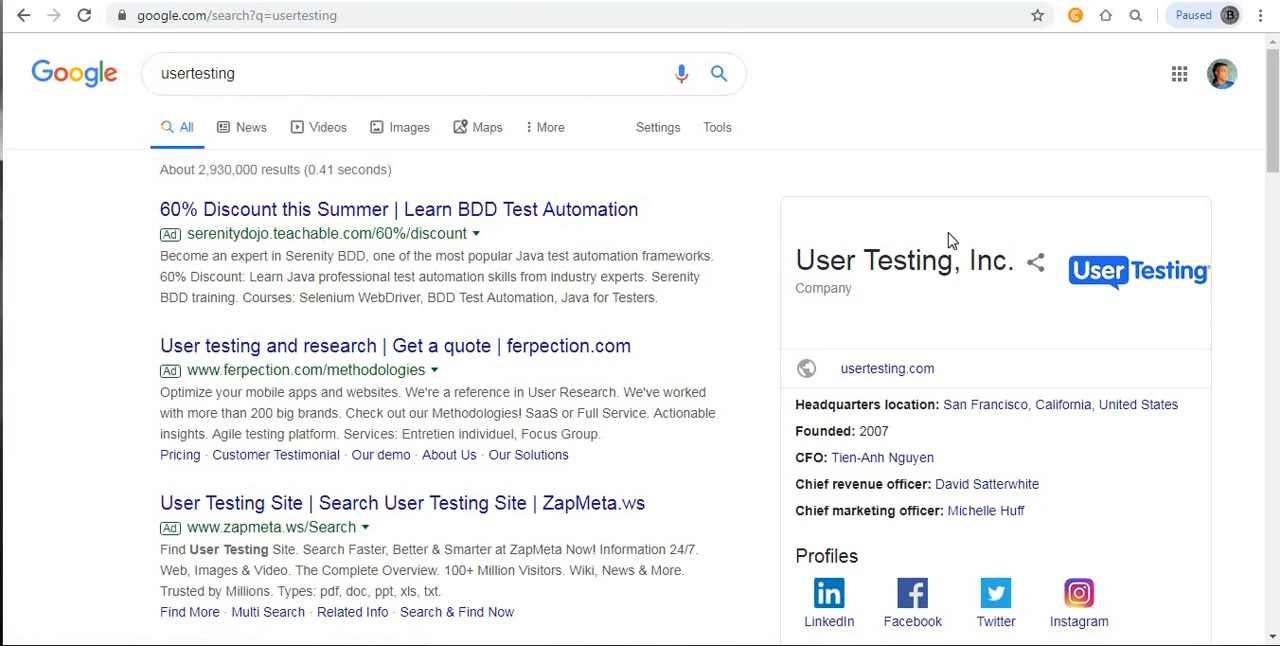 google.com/search?q=usertesting
Paused
Google
usertesting
All News Videos Images Maps More Settings Tools
About 2,930,000 results (0.41 seconds)
60% Discount this Summer | Learn BDD Test Automation
Ad serenitydojo.teachable.com/60%/discount
Become an expert in Serenity BDD, one of the most popular Java test automation frameworks.
60% Discount: Learn Java professional test automation skills from industry experts. Serenity
BDD training. Courses: Selenium WebDriver, BDD Test Automation, Java for Testers.
User testing and research | Get a quote | ferpection.com
Ad www.ferpection.com/methodologies
Optimize your mobile apps and websites. We're a reference in User Research. We've worked
with more than 200 big brands. Check out our Methodologies! SaaS or Full Service. Actionable
insights. Agile testing platform. Services: Entretien individuel, Focus Group.
Pricing · Customer Testimonial · Our demo · About Us · Our Solutions
User Testing Site | Search User Testing Site | ZapMeta.ws
Ad www.zapmeta.ws/Search
Find User Testing Site. Search Faster, Better & Smarter at ZapMeta Now! Information 24/7.
Web, Images & Video. The Complete Overview. 100+ Million Visitors. Wiki, News & More.
Trusted by Millions. Types: pdf, doc, ppt, xls, txt.
Find More · Multi Search · Related Info · Search & Find Now
User Testing, Inc.
Company
UserTesting
usertesting.com
Headquarters location: San Francisco, California, United States
Founded: 2007
CFO: Tien-Anh Nguyen
Chief revenue officer: David Satterwhite
Chief marketing officer: Michelle Huff
Profiles
LinkedIn Facebook Twitter Instagram